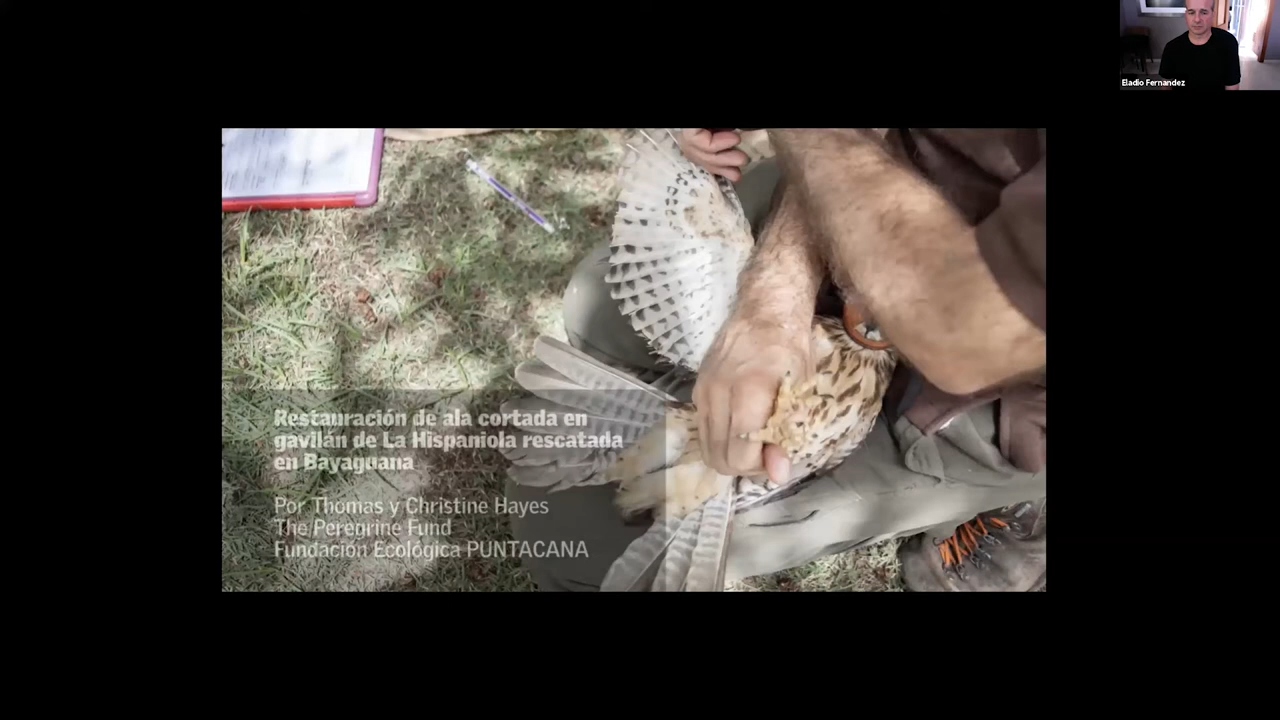 Eladio Fernandez
Restauración de ala cortada en
gavilán de La Hispaniola rescatada
en Bayaguana
Por Thomas y Christine Hayes
The Peregrine Fund
Fundación Ecológica PUNTACANA